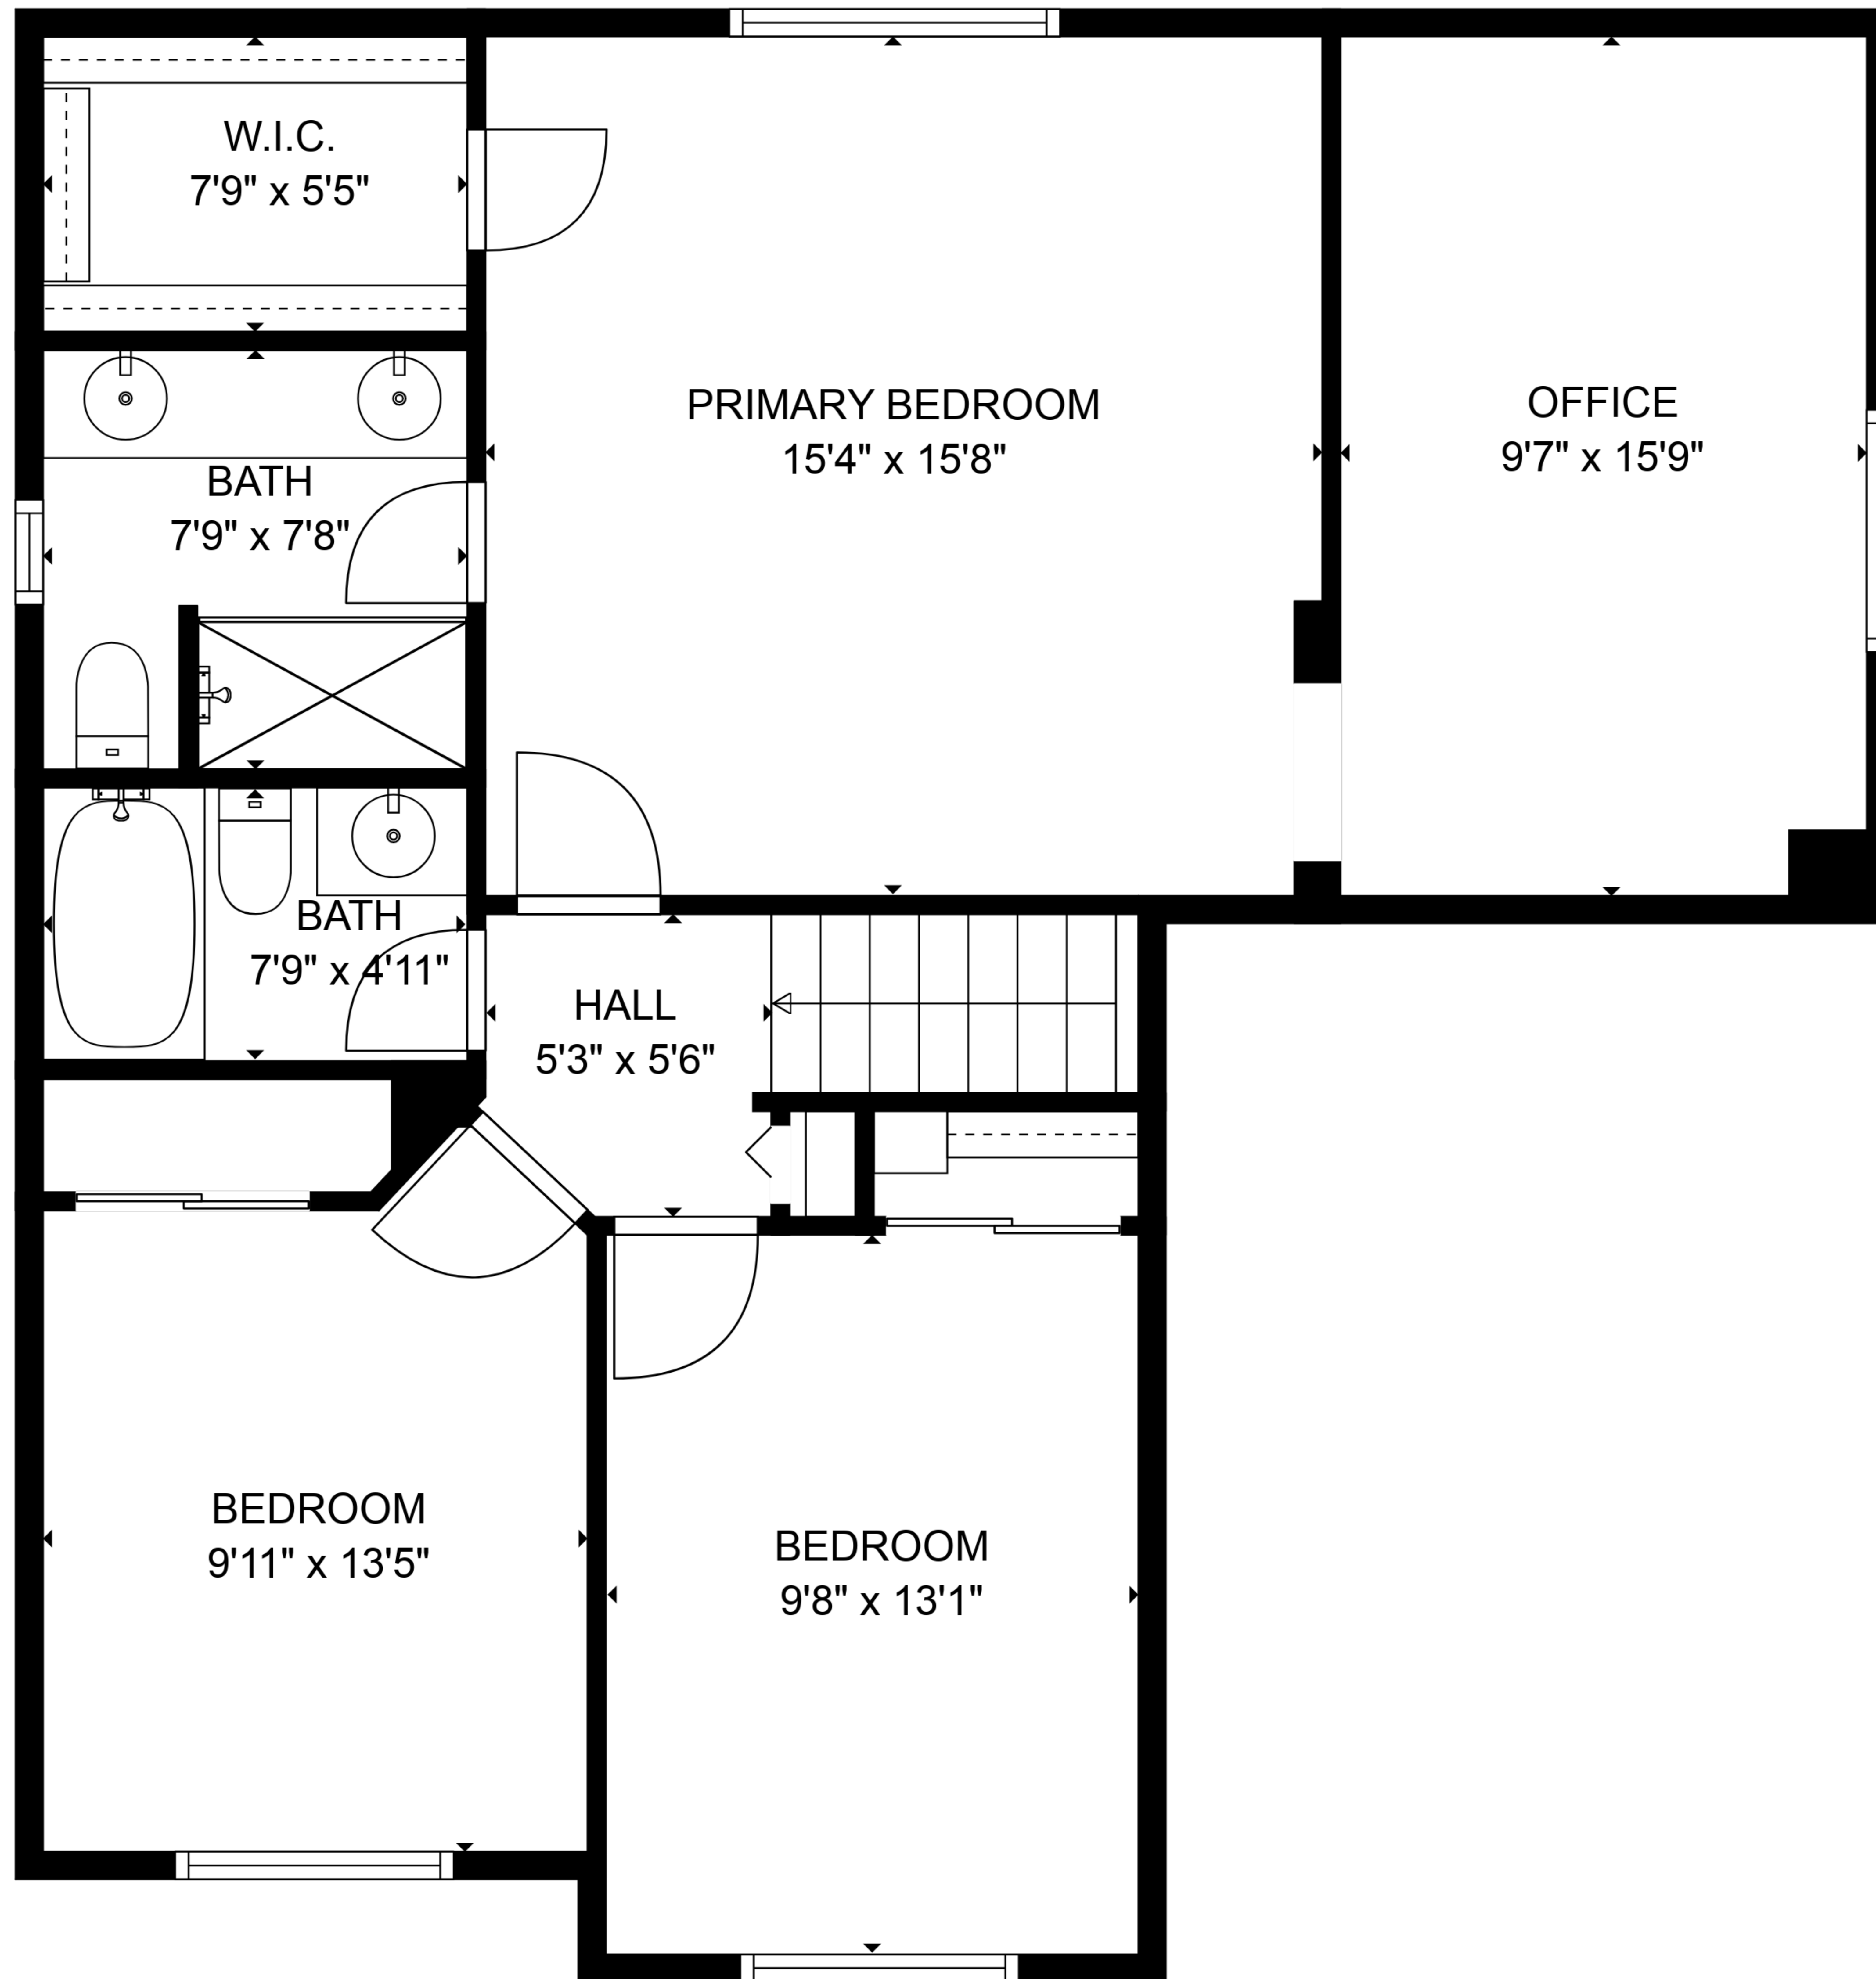 W.I.C.
7'9" x 5'5"
PRIMARY BEDROOM
15'4" x 15'8"
OFFICE
9'7" x 15'9"
BATH
7'9" x 7'8"
BATH
7'9" x 4'11"
HALL
5'3" x 5'6"
BEDROOM
9'11" x 13'5"
BEDROOM
9'8" x 13'1"